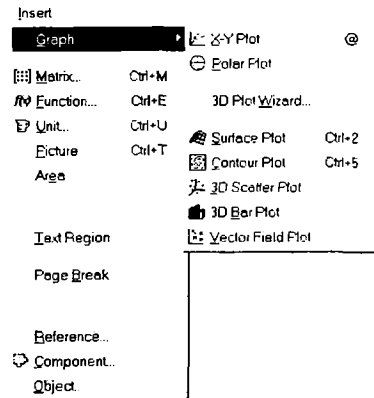 Insert
Graph
Matrix... Ctrl+M
f(x) Function... Ctrl+E
Unit... Ctrl+U
Picture Ctrl+T
Area
Text Region
Page Break
Reference...
Component...
Object...
X-Y Plot @
Polar Plot
3D Plot Wizard...
Surface Plot Ctrl+2
Contour Plot Ctrl+5
3D Scatter Plot
3D Bar Plot
Vector Field Plot